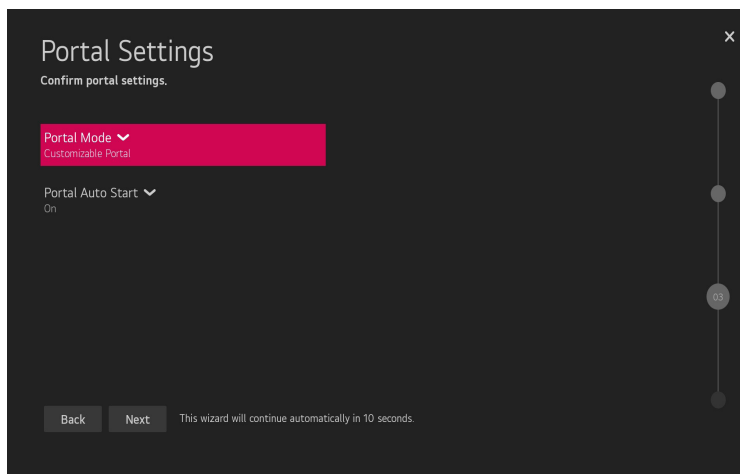 Portal Settings
Confirm portal settings.
Portal Mode
Customizable Portal
Portal Auto Start
On
03
Back
Next
This wizard will continue automatically in 10 seconds.